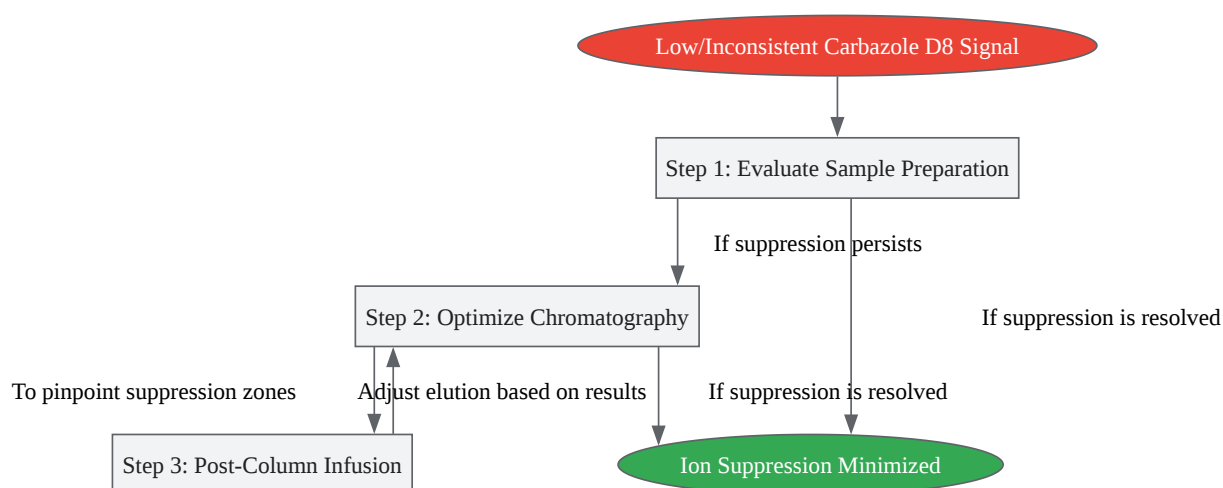 Low/Inconsistent Carbazole D8 Signal
Step 1: Evaluate Sample Preparation
If suppression persists
Step 2: Optimize Chromatography
If suppression is resolved
To pinpoint suppression zones
Adjust elution based on results
If suppression is resolved
Step 3: Post-Column Infusion
Ion Suppression Minimized